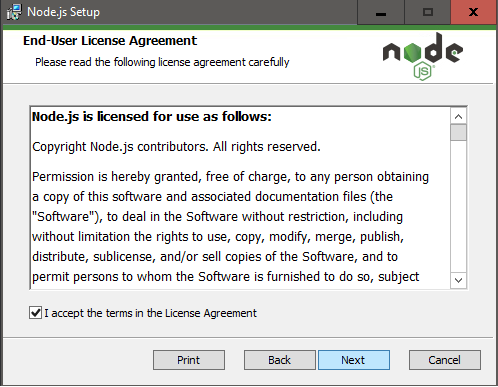 Node.js Setup
End-User License Agreement
Please read the following license agreement carefully
node
JS
Node.js is licensed for use as follows:
Copyright Node.js contributors. All rights reserved.
Permission is hereby granted, free of charge, to any person obtaining
a copy of this software and associated documentation files (the
"Software"), to deal in the Software without restriction, including
without limitation the rights to use, copy, modify, merge, publish,
distribute, sublicense, and/or sell copies of the Software, and to
permit persons to whom the Software is furnished to do so, subject
I accept the terms in the License Agreement
Print Back Next Cancel